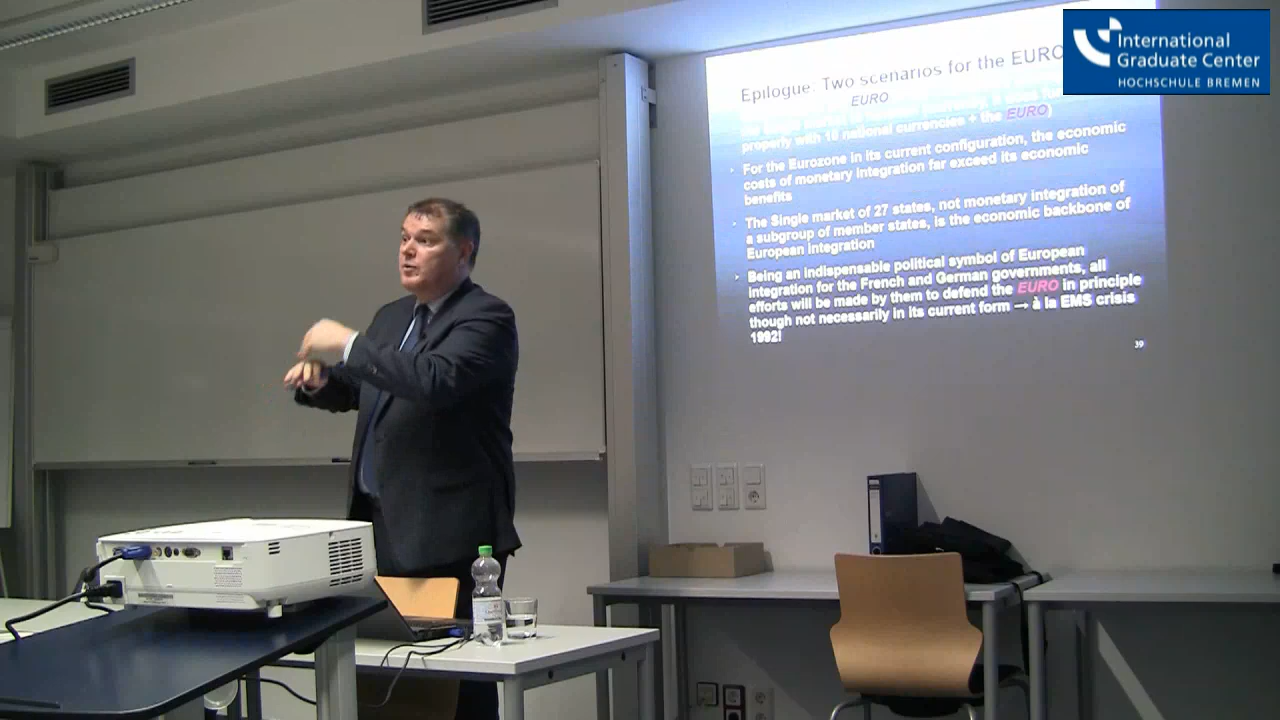 International
Graduate Center
HOCHSCHULE BREMEN
Epilogue: Two scenarios for the EURO
EURO
properly with 16 national currencies + the EURO)
For the Eurozone in its current configuration, the economic
costs of monetary integration far exceed its economic
benefits
The Single market of 27 states, not monetary integration of
a subgroup of member states, is the economic backbone of
European integration
Being an indispensable political symbol of European
integration for the French and German governments, all
efforts will be made by them to defend the EURO in principle
though not necessarily in its current form → à la EMS crisis
1992!
39